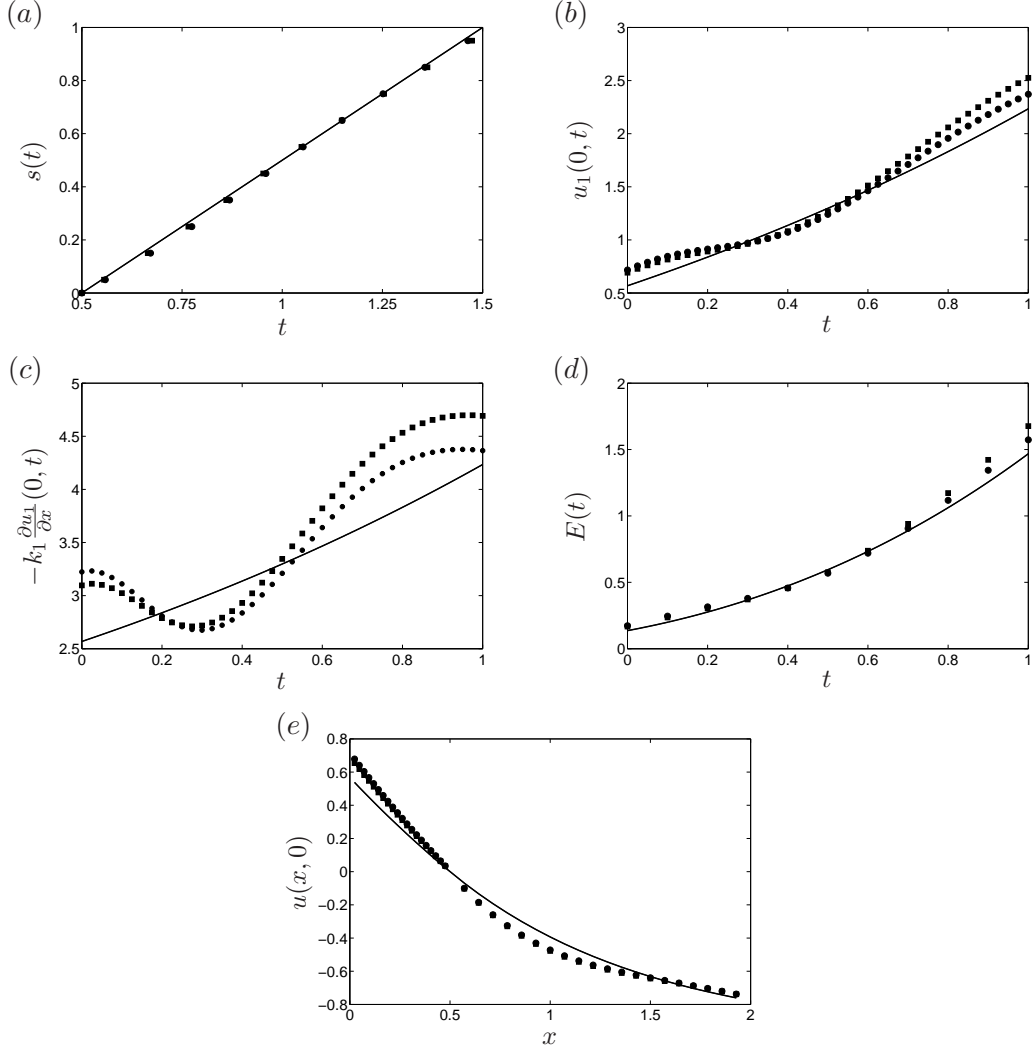 (a)
1
0.8
0.6
0.4
0.2
0
0.5 0.75 1 1.25 1.5
s(t)
t
(b)
3
2.5
2
1.5
1
0.5
0 0.2 0.4 0.6 0.8 1
u₁(0, t)
t
(c)
5
4.5
4
3.5
3
2.5
0 0.2 0.4 0.6 0.8 1
−k₁ ∂u₁/∂x (0, t)
t
(d)
2
1.5
1
0.5
0
0 0.2 0.4 0.6 0.8 1
E(t)
t
(e)
0.8
0.6
0.4
0.2
0
−0.2
−0.4
−0.6
−0.8
0 0.5 1 1.5 2
u(x, 0)
x